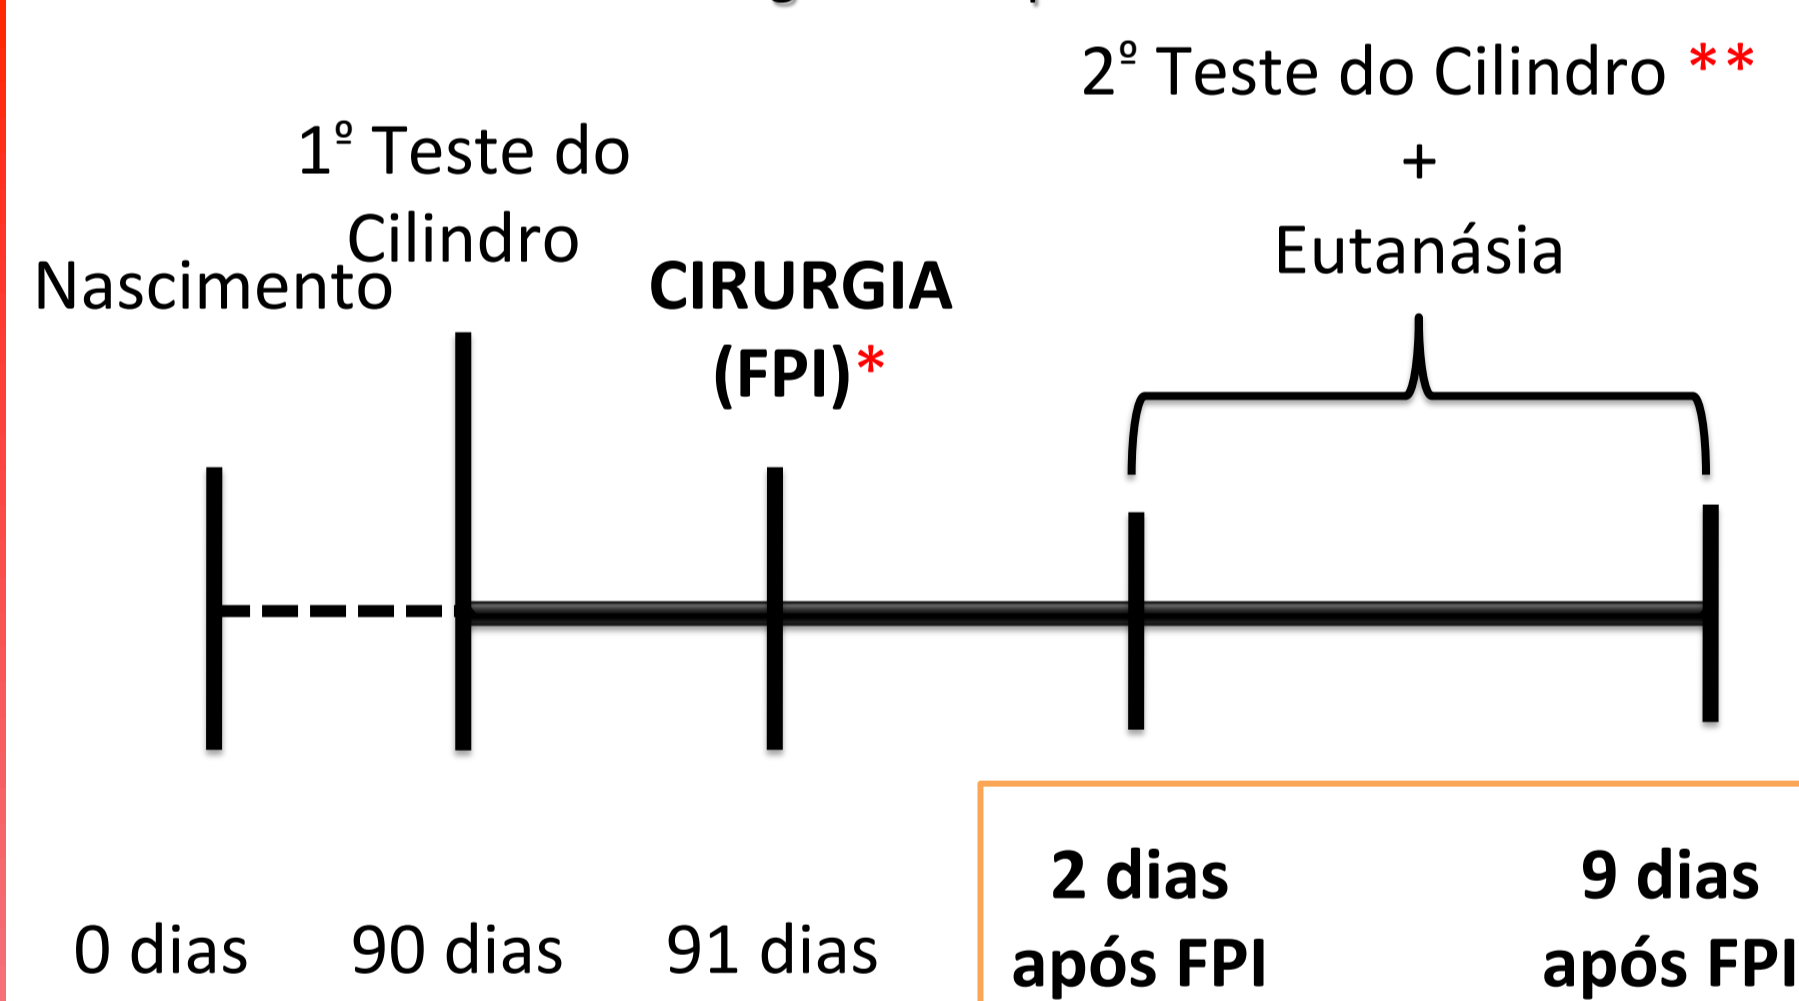 2º Teste do Cilindro **
+
Eutanásia
1º Teste do
Cilindro
Nascimento
CIRURGIA
(FPI)*
0 dias
90 dias
91 dias
2 dias
após FPI
9 dias
após FPI